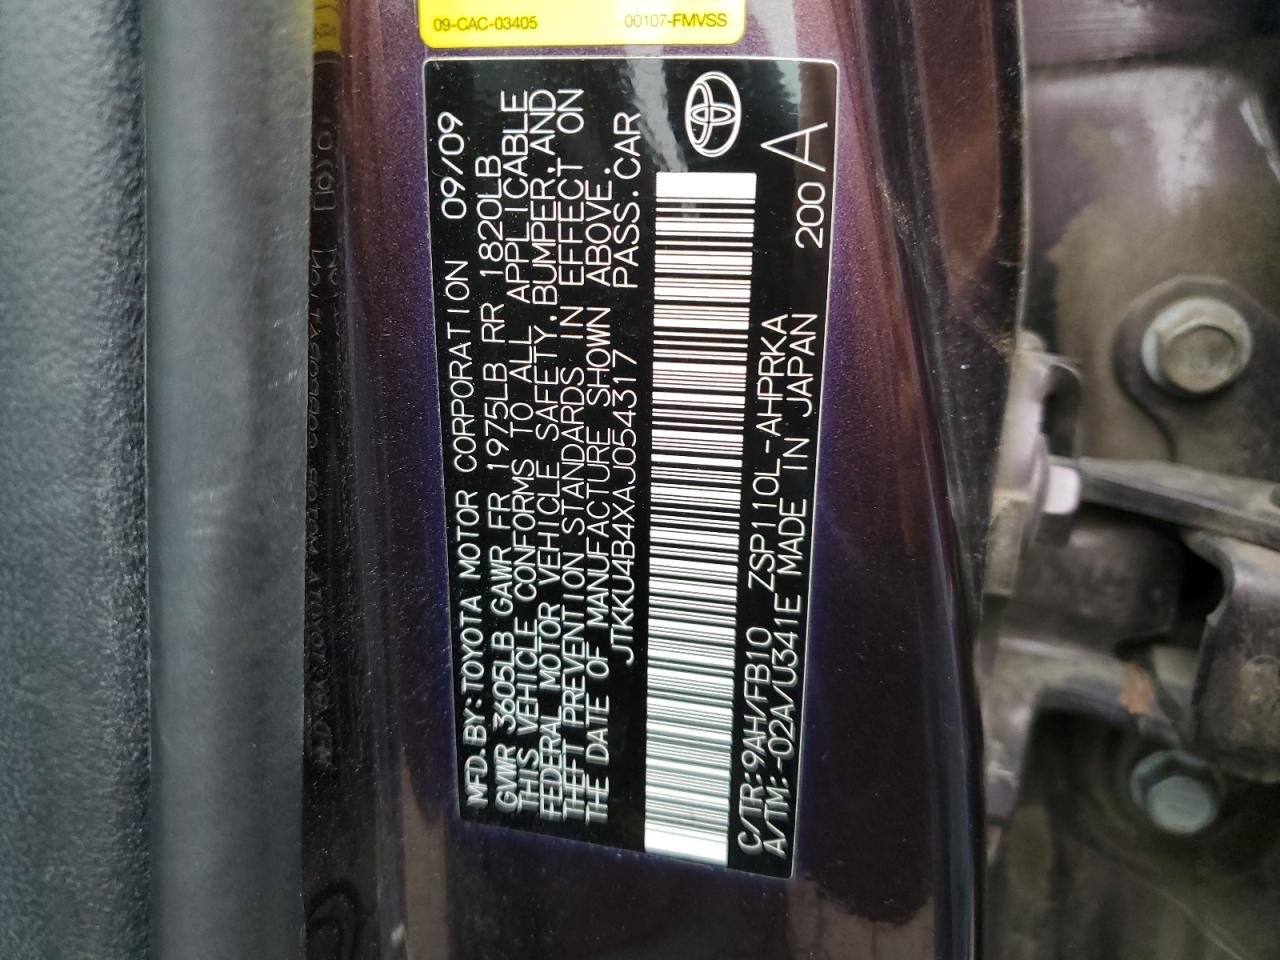 09-CAC-03405 00107-FMVSS
MFD. BY: TOYOTA MOTOR CORPORATION 09/09
GVWR 3605LB GAWR FR 1975LB RR 1820LB
THIS VEHICLE CONFORMS TO ALL APPLICABLE
FEDERAL MOTOR VEHICLE SAFETY, BUMPER, AND
THEFT PREVENTION STANDARDS IN EFFECT ON
THE DATE OF MANUFACTURE SHOWN ABOVE.
JTKKU4B4XAJ054317 PASS. CAR
C/TR: 9AH/FB10 ZSP110L-AHPRKA 200 A
A/TM: -02A/U341E MADE IN JAPAN